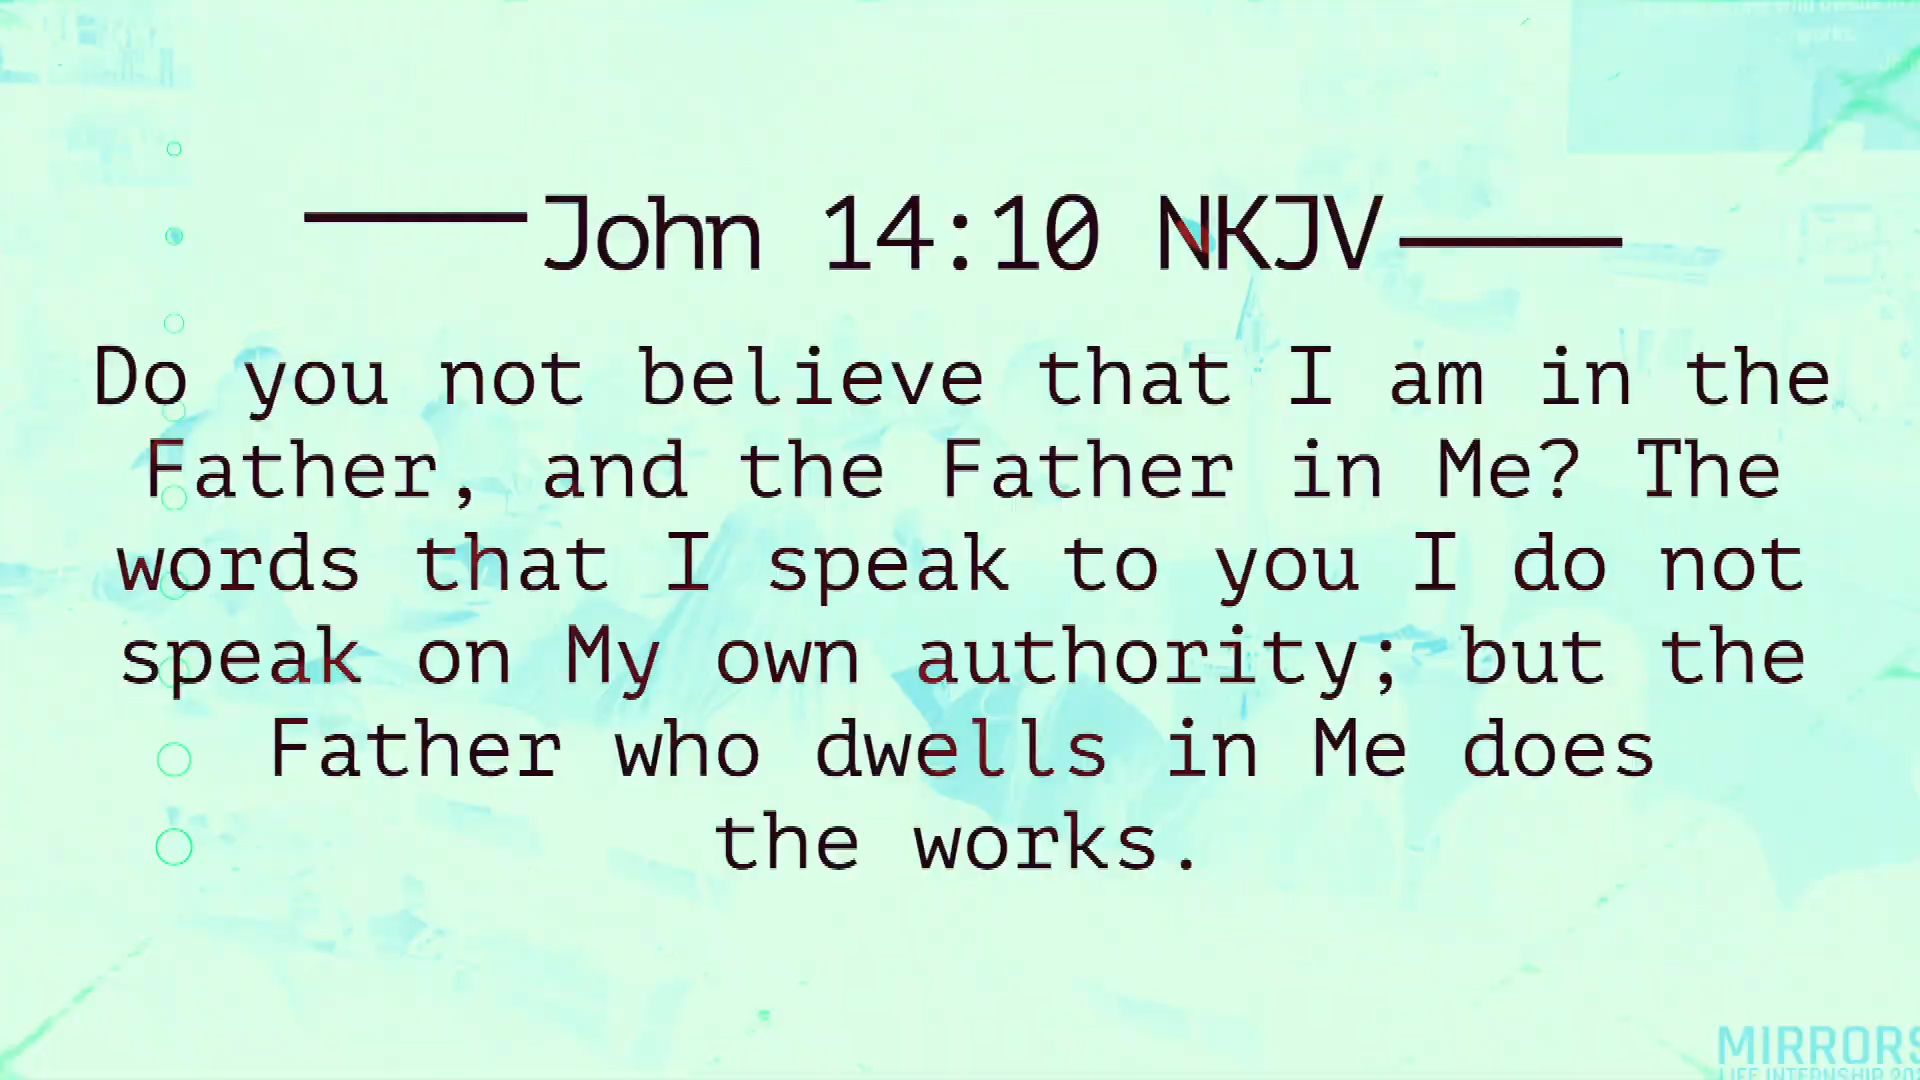 John 14:10 NKJV
Do you not believe that I am in the
Father, and the Father in Me? The
words that I speak to you I do not
speak on My own authority; but the
Father who dwells in Me does
the works.
MIRRORS
LIFE INTERNSHIP